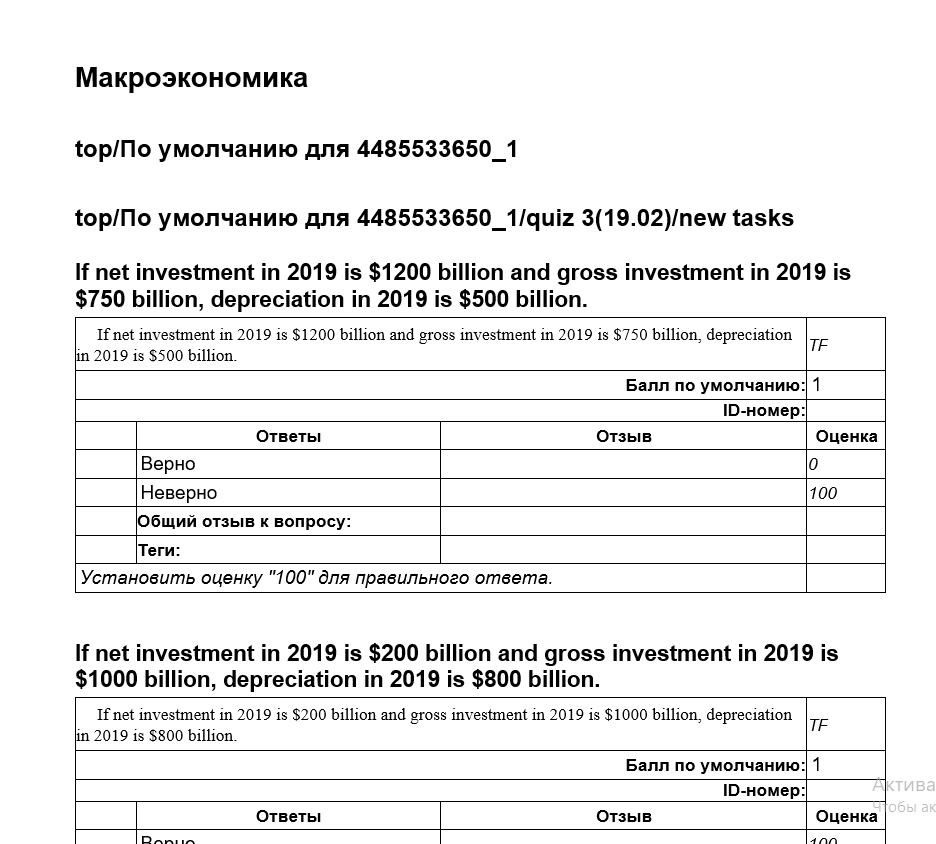 Макроэкономика
top/По умолчанию для 4485533650_1
top/По умолчанию для 4485533650_1/quiz 3(19.02)/new tasks
If net investment in 2019 is $1200 billion and gross investment in 2019 is
$750 billion, depreciation in 2019 is $500 billion.
If net investment in 2019 is $1200 billion and gross investment in 2019 is $750 billion, depreciation
in 2019 is $500 billion.
TF
Балл по умолчанию: 1
ID-номер:
Ответы Отзыв Оценка
Верно 0
Неверно 100
Общий отзыв к вопросу:
Теги:
Установить оценку "100" для правильного ответа.
If net investment in 2019 is $200 billion and gross investment in 2019 is
$1000 billion, depreciation in 2019 is $800 billion.
If net investment in 2019 is $200 billion and gross investment in 2019 is $1000 billion, depreciation
in 2019 is $800 billion.
TF
Балл по умолчанию: 1
Актива
ID-номер:
Чтобы ак
Ответы Отзыв Оценка
Верно 100